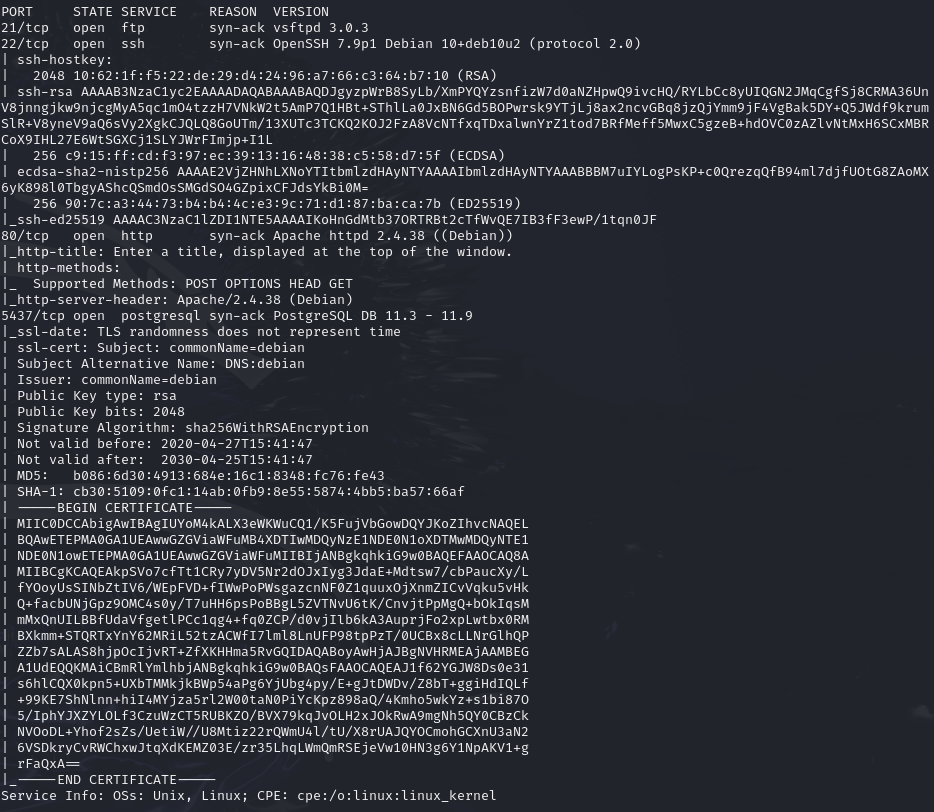 PORT     STATE SERVICE    REASON  VERSION
21/tcp   open  ftp        syn-ack vsftpd 3.0.3
22/tcp   open  ssh        syn-ack OpenSSH 7.9p1 Debian 10+deb10u2 (protocol 2.0)
| ssh-hostkey:
|   2048 10:62:1f:f5:22:de:29:d4:24:96:a7:66:c3:64:b7:10 (RSA)
| ssh-rsa AAAAB3NzaC1yc2EAAAADAQABAAABAQDJgyzpWrB8SyLb/XmPYQYzsnfizW7d0aNZHpwQ9ivcHQ/RYLbCc8yUIQGN2JMqCgfSj8CRMA36Un
V8jnngjkw9njcgMyA5qc1mO4tzzH7VNkW2t5AmP7Q1HBt+SThlLa0JxBN6Gd5BOPwrsk9YTjLj8ax2ncvGBq8jzQjYmm9jF4VgBak5DY+Q5JWdf9krum
SlR+V8yneV9aQ6sVy2XgkCJQLQ8GoUTm/13XUTc3TCKQ2KOJ2FzA8VcNTfxqTDxalwnYrZ1tod7BRfMeff5MwxC5gzeB+hdOVC0zAZlvNtMxH6SCxMBR
CoX9IHL27E6WtSGXCj1SLYJWrFImjp+I1L
|   256 c9:15:ff:cd:f3:97:ec:39:13:16:48:38:c5:58:d7:5f (ECDSA)
| ecdsa-sha2-nistp256 AAAAE2VjZHNhLXNoYTItbmlzdHAyNTYAAAAIbmlzdHAyNTYAAABBBM7uIYLogPsKP+c0QrezqQfB94ml7djfUOtG8ZAoMX
6yK898l0TbgyAShcQSmdOsSMGdSO4GZpixCFJdsYkBi0M=
|   256 90:7c:a3:44:73:b4:b4:4c:e3:9c:71:d1:87:ba:ca:7b (ED25519)
|_ssh-ed25519 AAAAC3NzaC1lZDI1NTE5AAAAIKoHnGdMtb37ORTRBt2cTfWvQE7IB3fF3ewP/1tqn0JF
80/tcp   open  http       syn-ack Apache httpd 2.4.38 ((Debian))
|_http-title: Enter a title, displayed at the top of the window.
| http-methods:
|_  Supported Methods: POST OPTIONS HEAD GET
|_http-server-header: Apache/2.4.38 (Debian)
5437/tcp open  postgresql syn-ack PostgreSQL DB 11.3 - 11.9
|_ssl-date: TLS randomness does not represent time
| ssl-cert: Subject: commonName=debian
| Subject Alternative Name: DNS:debian
| Issuer: commonName=debian
| Public Key type: rsa
| Public Key bits: 2048
| Signature Algorithm: sha256WithRSAEncryption
| Not valid before: 2020-04-27T15:41:47
| Not valid after:  2030-04-25T15:41:47
| MD5:   b086:6d30:4913:684e:16c1:8348:fc76:fe43
| SHA-1: cb30:5109:0fc1:14ab:0fb9:8e55:5874:4bb5:ba57:66af
| -----BEGIN CERTIFICATE-----
| MIIC0DCCAbigAwIBAgIUYoM4kALX3eWKWuCQ1/K5FujVbGowDQYJKoZIhvcNAQEL
| BQAwETEPMA0GA1UEAwwGZGViaWFuMB4XDTIwMDQyNzE1NDE0N1oXDTMwMDQyNTE1
| NDE0N1owETEPMA0GA1UEAwwGZGViaWFuMIIBIjANBgkqhkiG9w0BAQEFAAOCAQ8A
| MIIBCgKCAQEAkpSVo7cfTt1CRy7yDV5Nr2dOJxIyg3JdaE+Mdtsw7/cbPaucXy/L
| fYOoyUsSINbZtIV6/WEpFVD+fIWwPoPWsgazcnNF0Z1quuxOjXnmZICvVqku5vHk
| Q+facbUNjGpz9OMC4s0y/T7uHH6psPoBBgL5ZVTNvU6tK/CnvjtPpMgQ+bOkIqsM
| mMxQnUILBBfUdaVfgetlPCc1qg4+fq0ZCP/d0vjIlb6kA3AuprjFo2xpLwtbx0RM
| BXkmm+STQRTxYnY62MRiL52tzACWfI7lml8LnUFP98tpPzT/0UCBx8cLLNrGlhQP
| ZZb7sALAS8hjpOcIjvRT+ZfXKHHma5RvGQIDAQABoyAwHjAJBgNVHRMEAjAAMBEG
| A1UdEQQKMAiCBmRlYmlhbjANBgkqhkiG9w0BAQsFAAOCAQEAJ1f62YGJW8Ds0e31
| s6hlCQX0kpn5+UXbTMMkjkBWp54aPg6YjUbg4py/E+gJtDWDv/Z8bT+ggiHdIQLf
| +99KE7ShNlnn+hiI4MYjza5rl2W00taN0PiYcKpz898aQ/4Kmho5wkYz+s1bi87O
| 5/IphYJXZYLOLf3CzuWzCT5RUBKZO/BVX79kqJvOLH2xJOkRwA9mgNh5QY0CBzCk
| NVOoDL+Yhof2sZs/UetiW//U8Mtiz22rQWmU4l/tU/X8rUAJQYOCmohGCXnU3aN2
| 6VSDkryCvRWChxwJtqXdKEMZ03E/zr35LhqLWmQmRSEjeVw10HN3g6Y1NpAKV1+g
| rFaQxA==
|_-----END CERTIFICATE-----
Service Info: OSs: Unix, Linux; CPE: cpe:/o:linux:linux_kernel